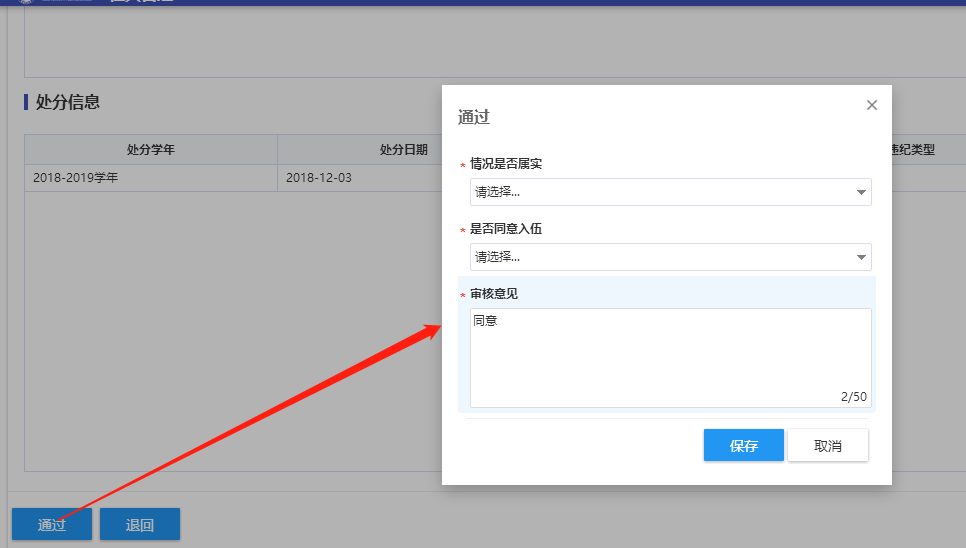 处分信息
处分学年 处分日期 违纪类型
2018-2019学年 2018-12-03
通过
* 情况是否属实
请选择...
* 是否同意入伍
请选择...
* 审核意见
同意
2/50
保存 取消
通过 退回